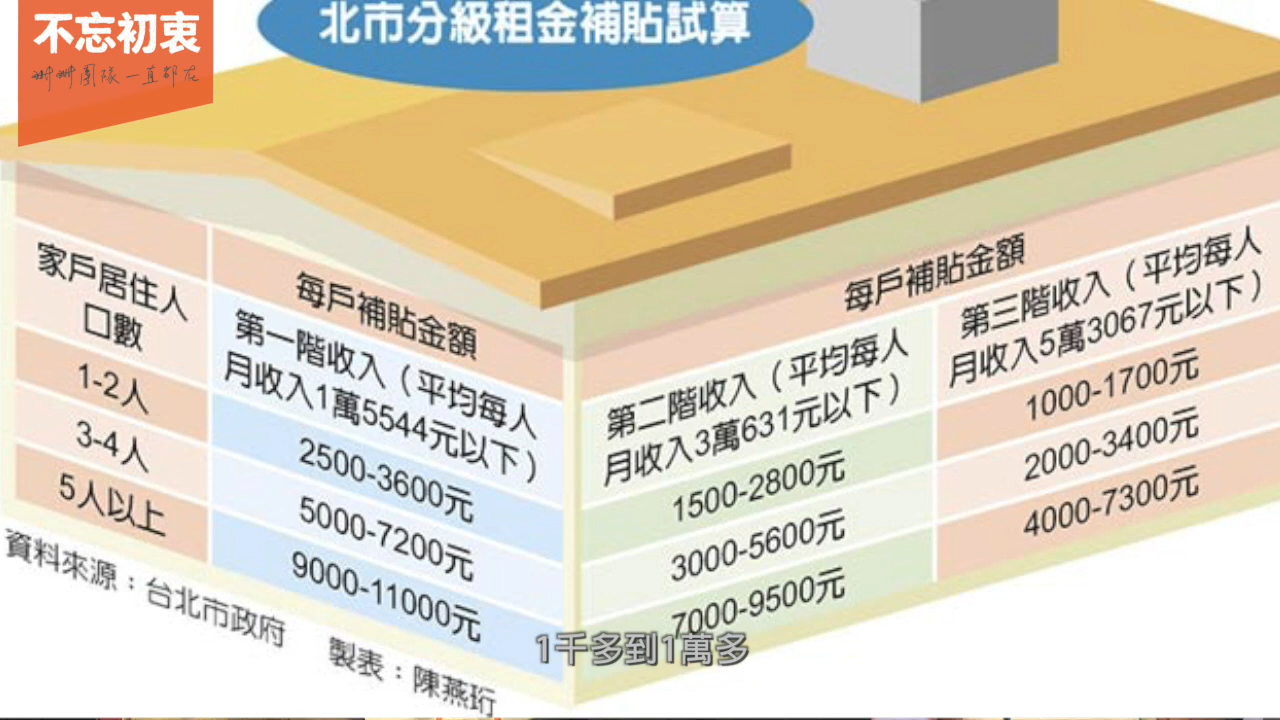 不忘初衷
艸艸團隊一直都在
北市分級租金補貼試算
家戶居住人
口數
1-2人
3-4人
5人以上
每戶補貼金額
第一階收入（平均每人
月收入1萬5544元以下）
2500-3600元
5000-7200元
9000-11000元
每戶補貼金額
第二階收入（平均每人
月收入3萬631元以下）
1500-2800元
3000-5600元
7000-9500元
第三階收入（平均每人
月收入5萬3067元以下）
1000-1700元
2000-3400元
4000-7300元
資料來源：台北市政府 製表：陳燕珩
1千多到1萬多